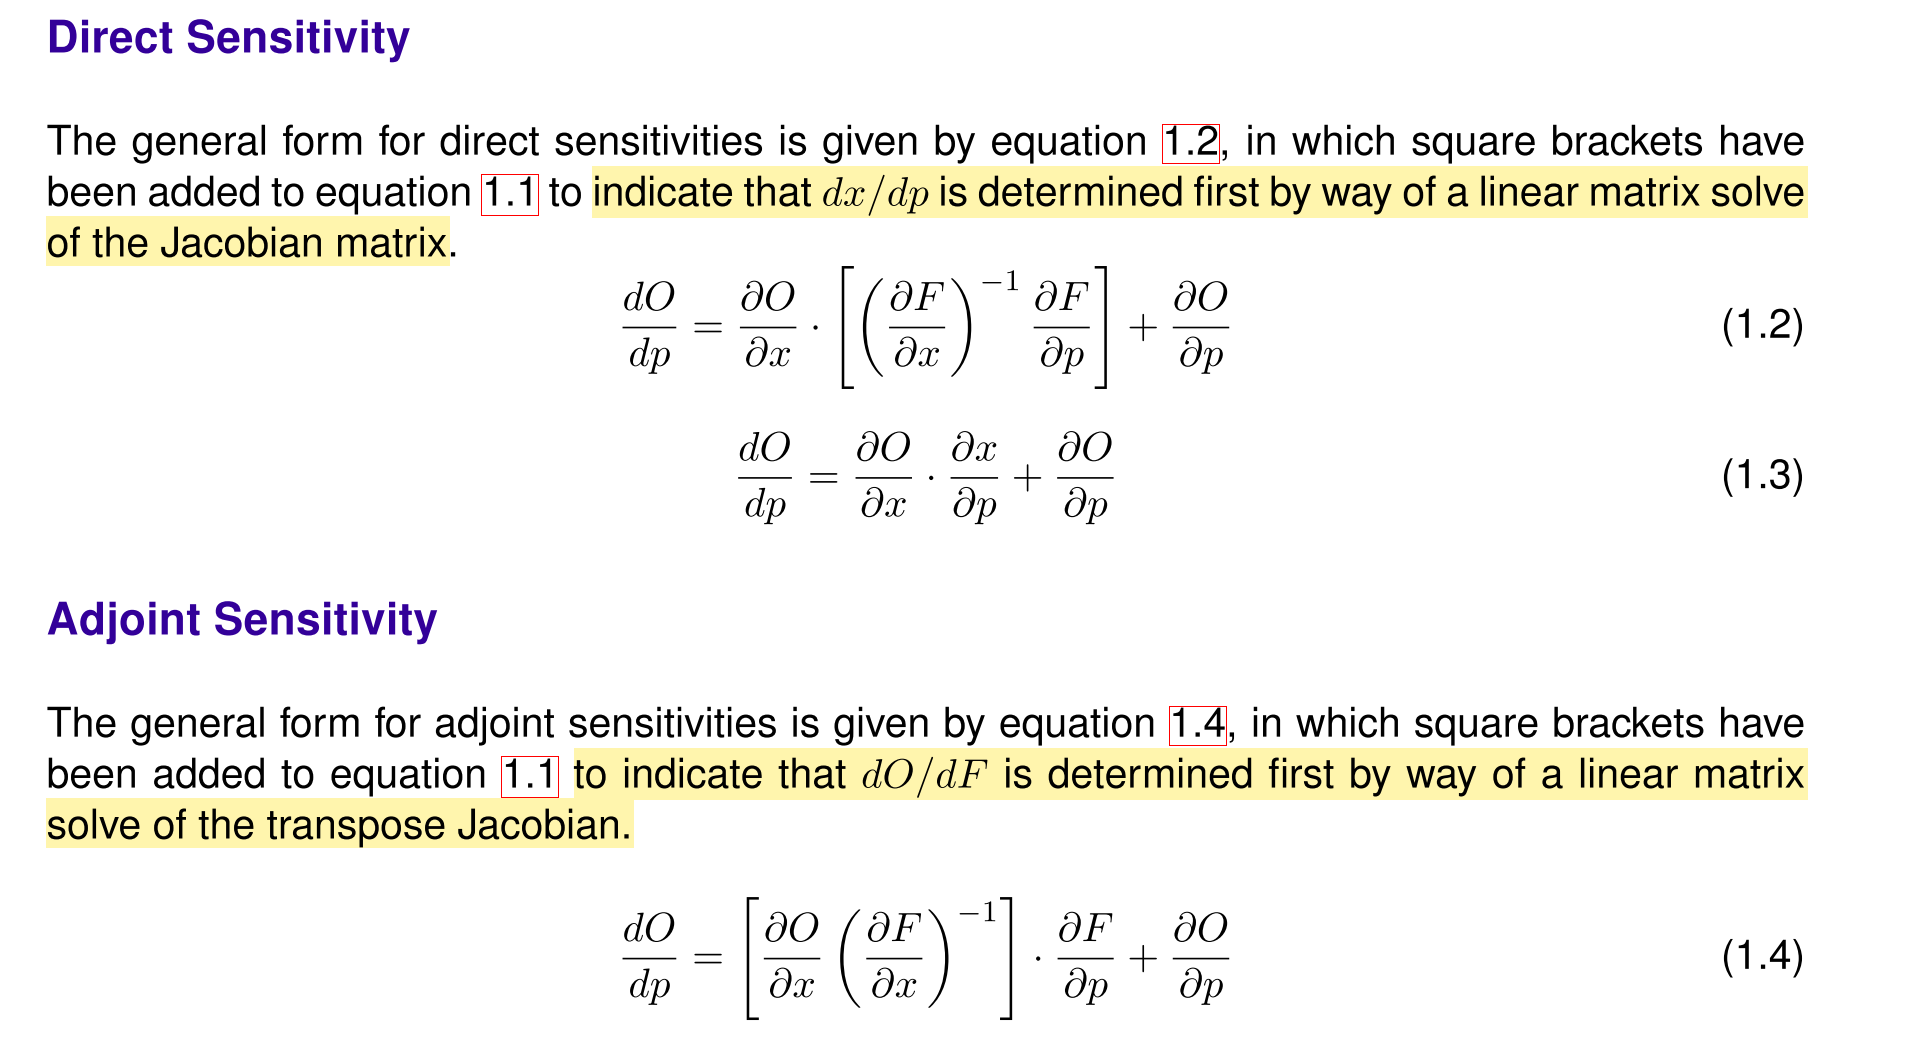 Direct Sensitivity
The general form for direct sensitivities is given by equation 1.2, in which square brackets have
been added to equation 1.1 to indicate that dx/dp is determined first by way of a linear matrix solve
of the Jacobian matrix.
\frac{dO}{dp} = \frac{\partial O}{\partial x} \cdot \left[ \left( \frac{\partial F}{\partial x} \right)^{-1} \frac{\partial F}{\partial p} \right] + \frac{\partial O}{\partial p} (1.2)
\frac{dO}{dp} = \frac{\partial O}{\partial x} \cdot \frac{\partial x}{\partial p} + \frac{\partial O}{\partial p} (1.3)
Adjoint Sensitivity
The general form for adjoint sensitivities is given by equation 1.4, in which square brackets have
been added to equation 1.1 to indicate that dO/dF is determined first by way of a linear matrix
solve of the transpose Jacobian.
\frac{dO}{dp} = \left[ \frac{\partial O}{\partial x} \left( \frac{\partial F}{\partial x} \right)^{-1} \right] \cdot \frac{\partial F}{\partial p} + \frac{\partial O}{\partial p} (1.4)